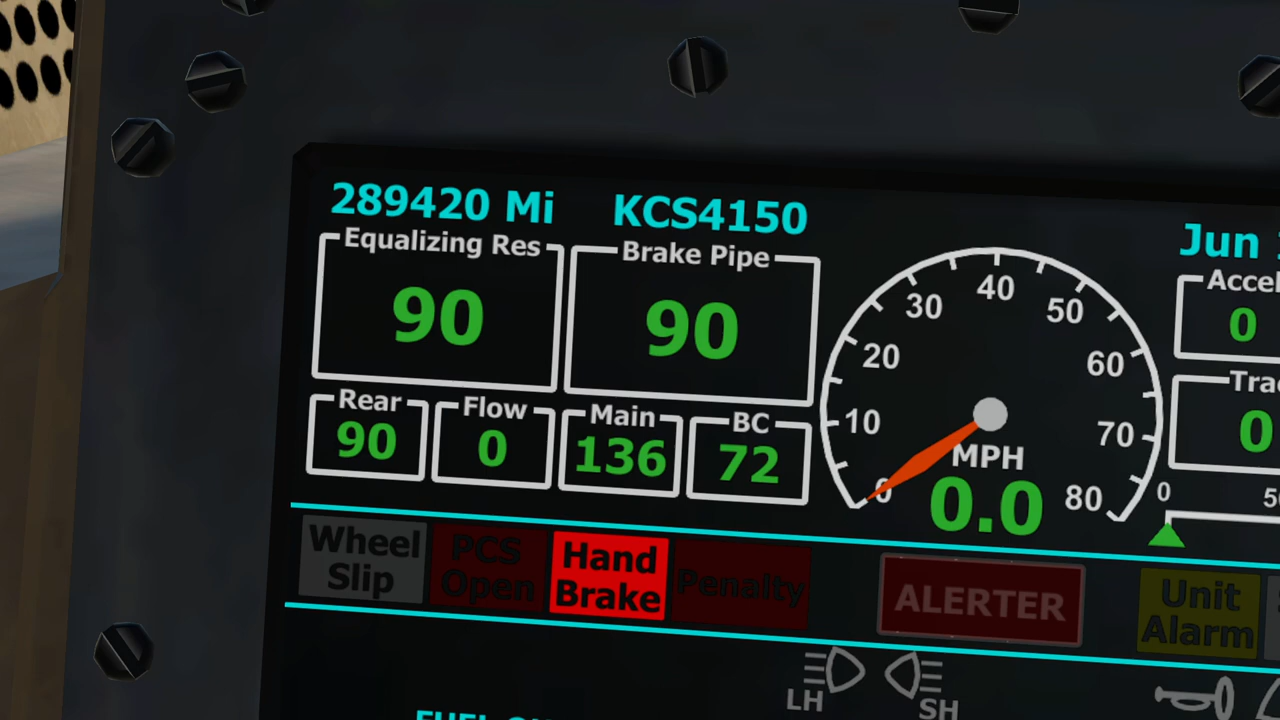 289420 Mi KCS4150
Jun
Equalizing Res
Brake Pipe
90
90
Rear
Flow
Main
BC
90
0
136
72
0
10
20
30
40
50
60
70
80
MPH
0.0
Accel
0
0
0
Wheel
Slip
PCS
Open
Hand
Brake
Penalty
ALERTER
Unit
Alarm
LH
SH